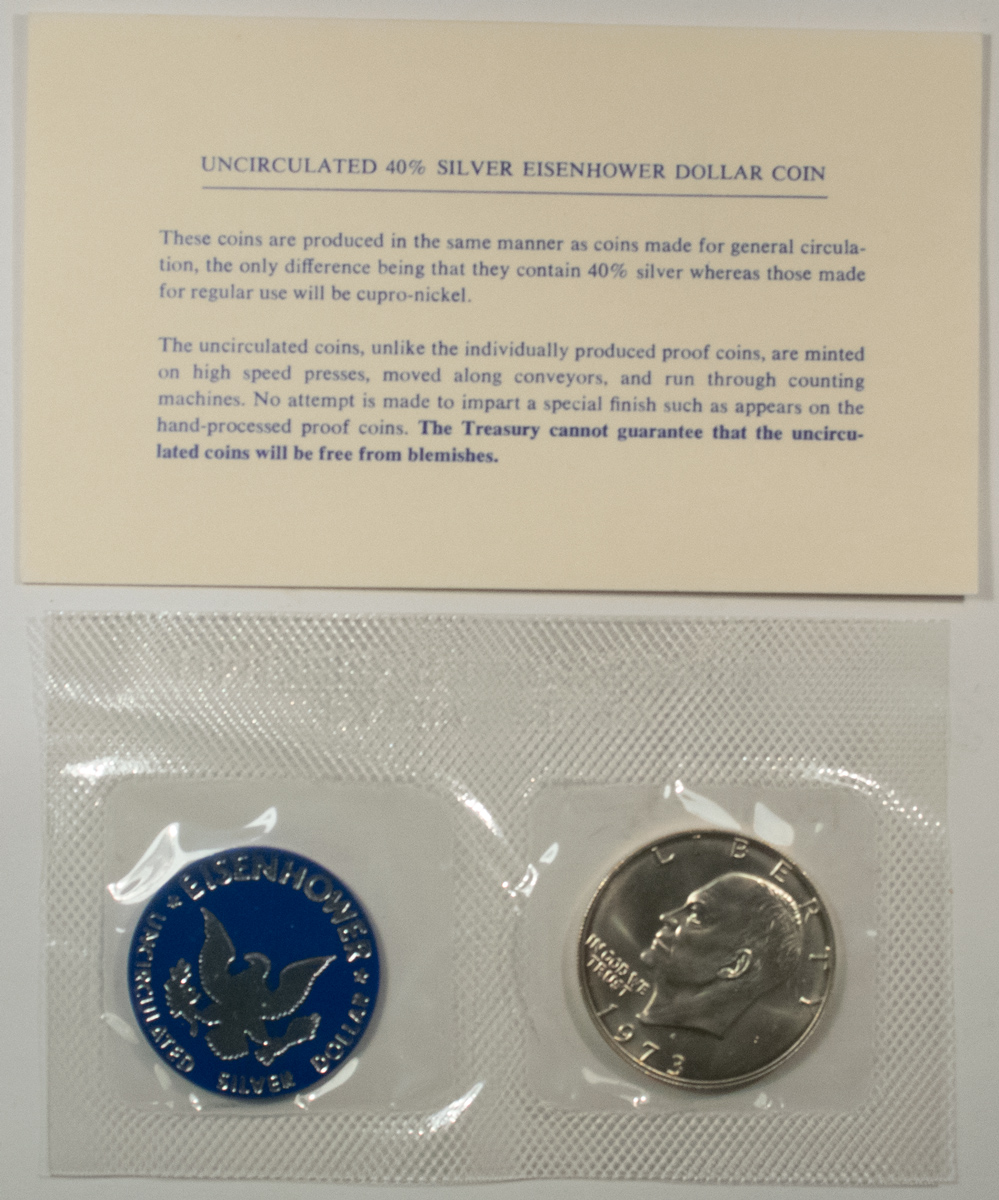 UNCIRCULATED 40% SILVER EISENHOWER DOLLAR COIN
These coins are produced in the same manner as coins made for general circula-
tion, the only difference being that they contain 40% silver whereas those made
for regular use will be cupro-nickel.
The uncirculated coins, unlike the individually produced proof coins, are minted
on high speed presses, moved along conveyors, and run through counting
machines. No attempt is made to impart a special finish such as appears on the
hand-processed proof coins. The Treasury cannot guarantee that the uncircu-
lated coins will be free from blemishes.
EISENHOWER
UNCIRCULATED SILVER DOLLAR
LIBERTY
IN GOD WE
TRUST
1973